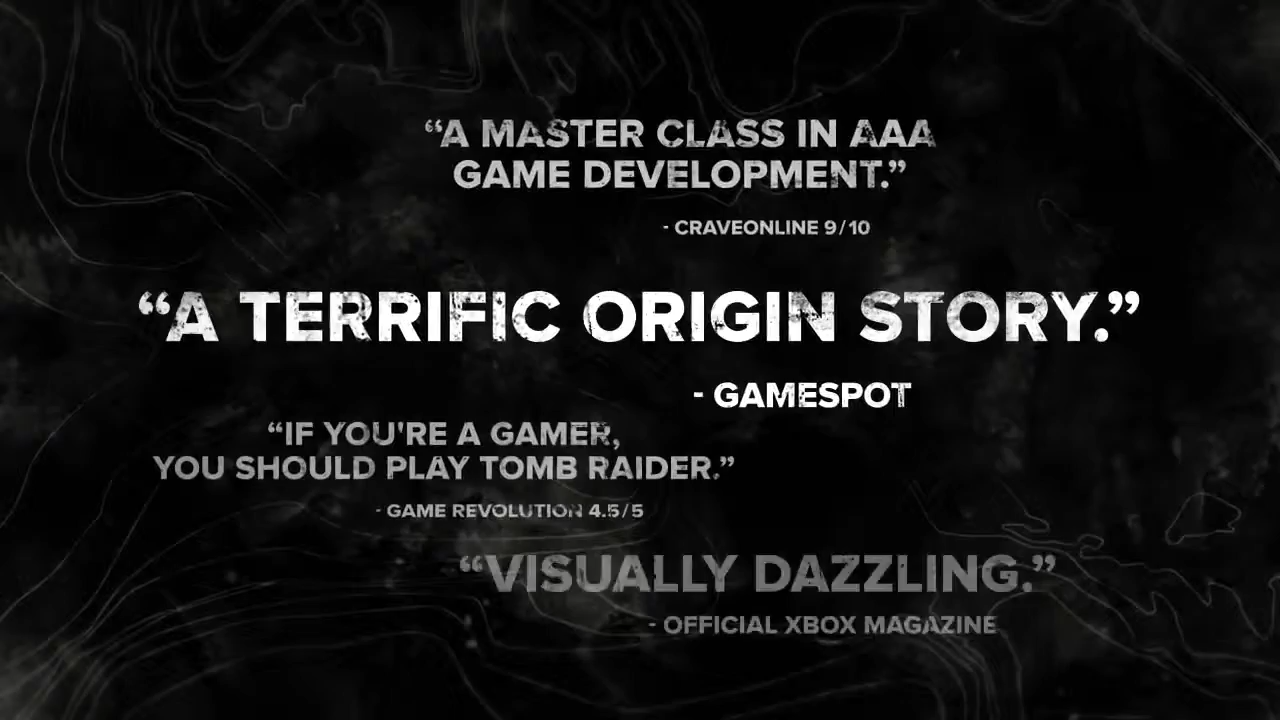 “A MASTER CLASS IN AAA
GAME DEVELOPMENT.”
- CRAVEONLINE 9/10
“A TERRIFIC ORIGIN STORY.”
- GAMESPOT
“IF YOU'RE A GAMER,
YOU SHOULD PLAY TOMB RAIDER.”
- GAME REVOLUTION 4.5/5
“VISUALLY DAZZLING.”
- OFFICIAL XBOX MAGAZINE